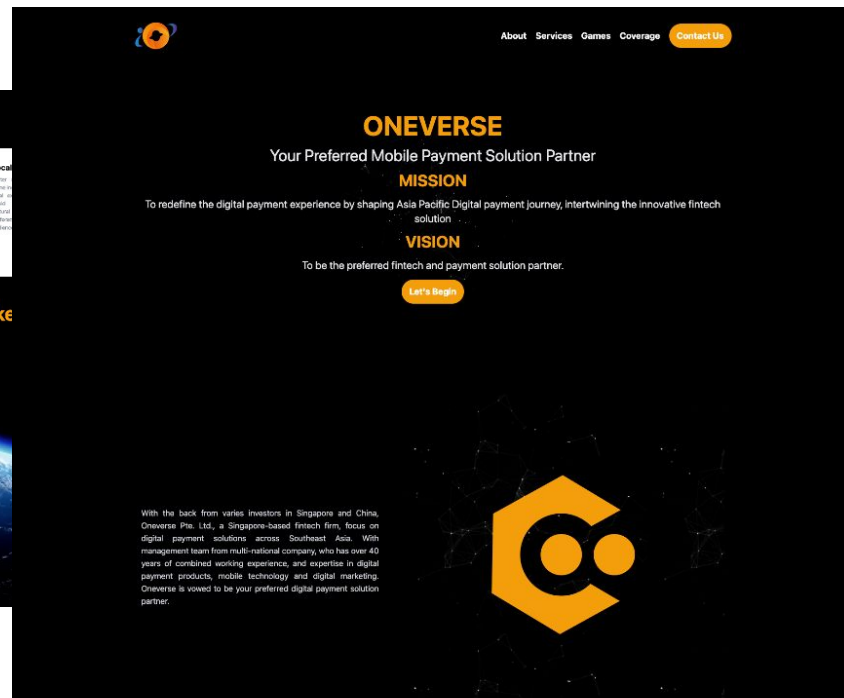 About Services Games Coverage Contact Us
ONEVERSE
Your Preferred Mobile Payment Solution Partner
MISSION
To redefine the digital payment experience by shaping Asia Pacific Digital payment journey, intertwining the innovative fintech
solution
VISION
To be the preferred fintech and payment solution partner.
Let's Begin
With the back from varies investors in Singapore and China,
Oneverse Pte. Ltd., a Singapore-based fintech firm, focus on
digital payment solutions across Southeast Asia. With
management team from multi-national company, who has over 40
years of combined working experience, and expertise in digital
payment products, mobile technology and digital marketing.
Oneverse is vowed to be your preferred digital payment solution
partner.